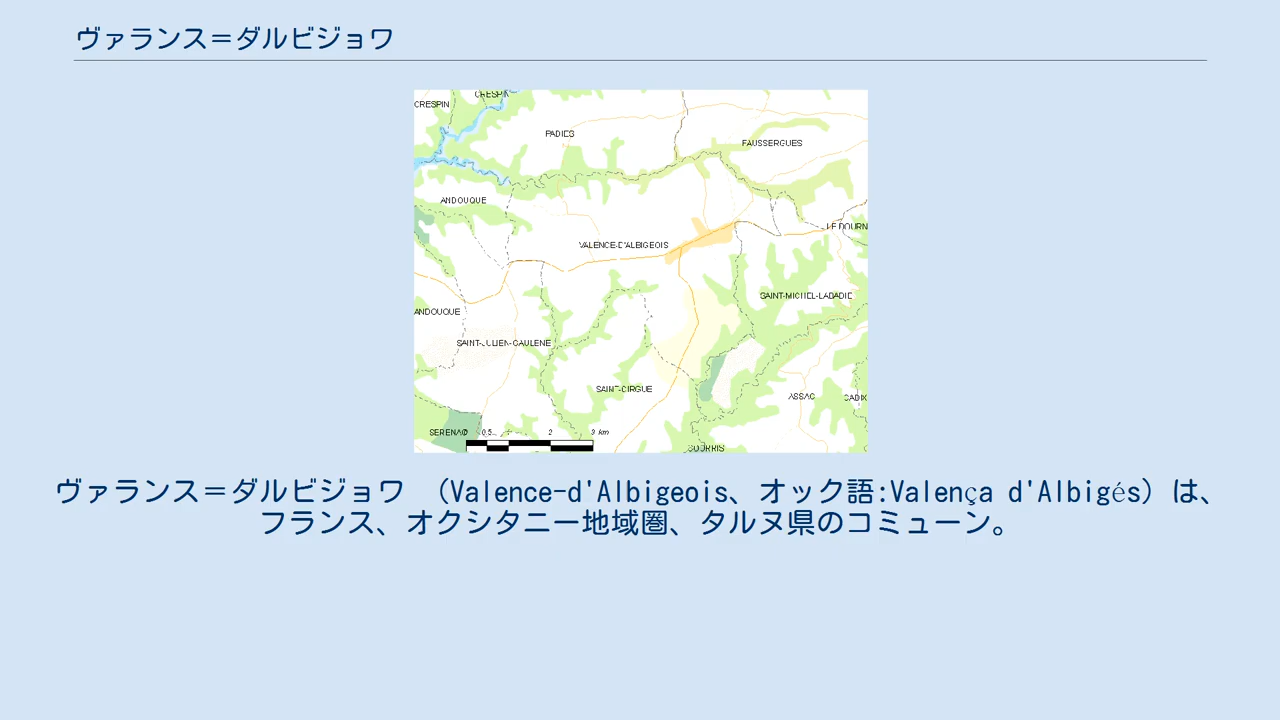 ヴァランス＝ダルビジョワ
CRESPIN
CRESPIN
PADIES
FAUSSERGUES
ANDOUQUE
LE DOURN
VALENCE-D'ALBIGEOIS
SAINT-MICHEL-LABADIE
ANDOUQUE
SAINT-JULIEN-GAULENE
SAINT-CIRGUE
ASSAC
CADIX
SERENAC
0.5
2
3 km
COURRIS
ヴァランス＝ダルビジョワ （Valence-d'Albigeois、オック語:Valença d'Albigés）は、
フランス、オクシタニー地域圏、タルヌ県のコミューン。